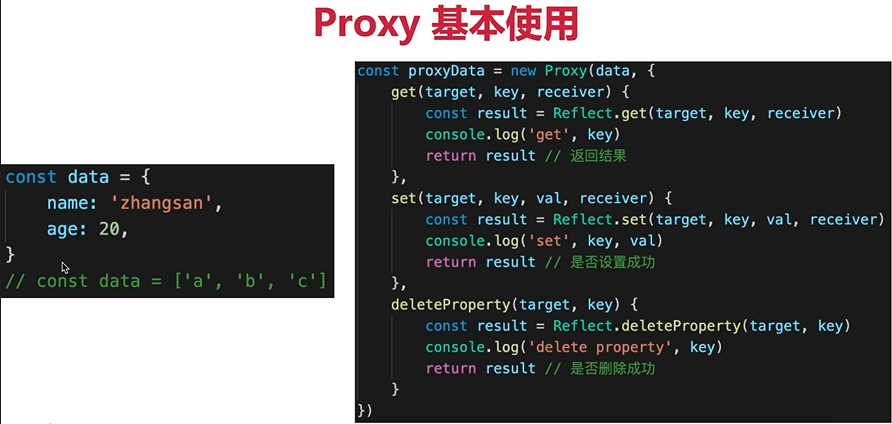 Proxy 基本使用
const data = {
    name: 'zhangsan',
    age: 20,
}
// const data = ['a', 'b', 'c']
const proxyData = new Proxy(data, {
    get(target, key, receiver) {
        const result = Reflect.get(target, key, receiver)
        console.log('get', key)
        return result // 返回结果
    },
    set(target, key, val, receiver) {
        const result = Reflect.set(target, key, val, receiver)
        console.log('set', key, val)
        return result // 是否设置成功
    },
    deleteProperty(target, key) {
        const result = Reflect.deleteProperty(target, key)
        console.log('delete property', key)
        return result // 是否删除成功
    }
})